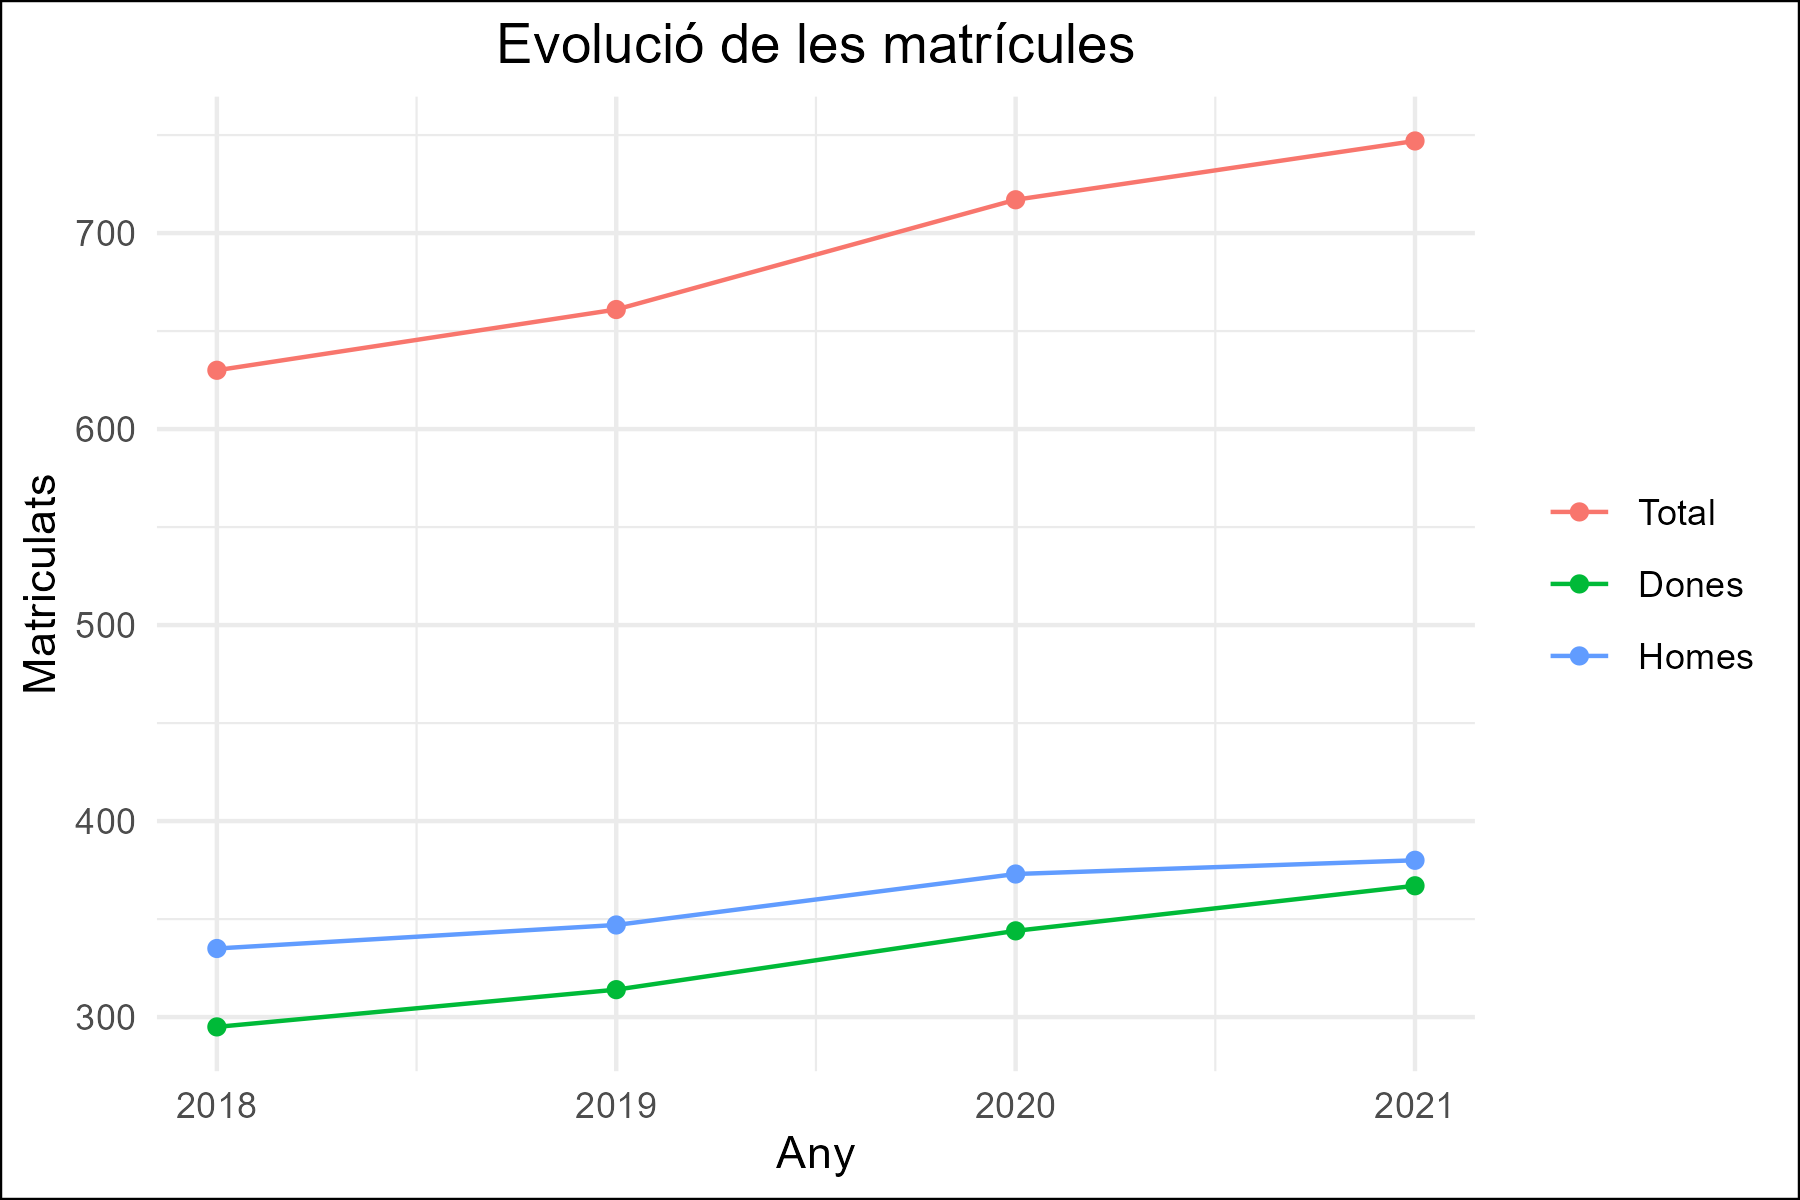 Evolució de les matrícules
Matriculats
700
600
500
400
300
2018
2019
2020
2021
Any
Total
Dones
Homes